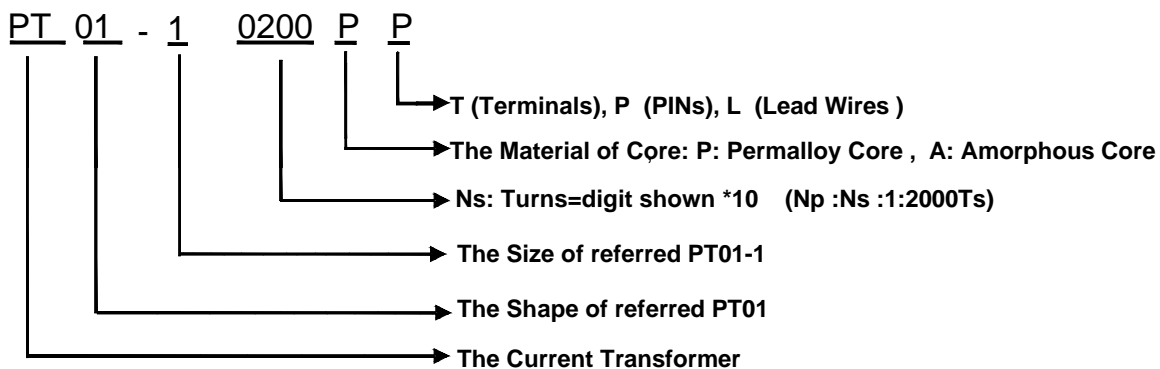 PT 01 - 1 0200 P P
T (Terminals), P (PINs), L (Lead Wires )
The Material of Core: P: Permalloy Core , A: Amorphous Core
Ns: Turns=digit shown *10 (Np :Ns :1:2000Ts)
The Size of referred PT01-1
The Shape of referred PT01
The Current Transformer